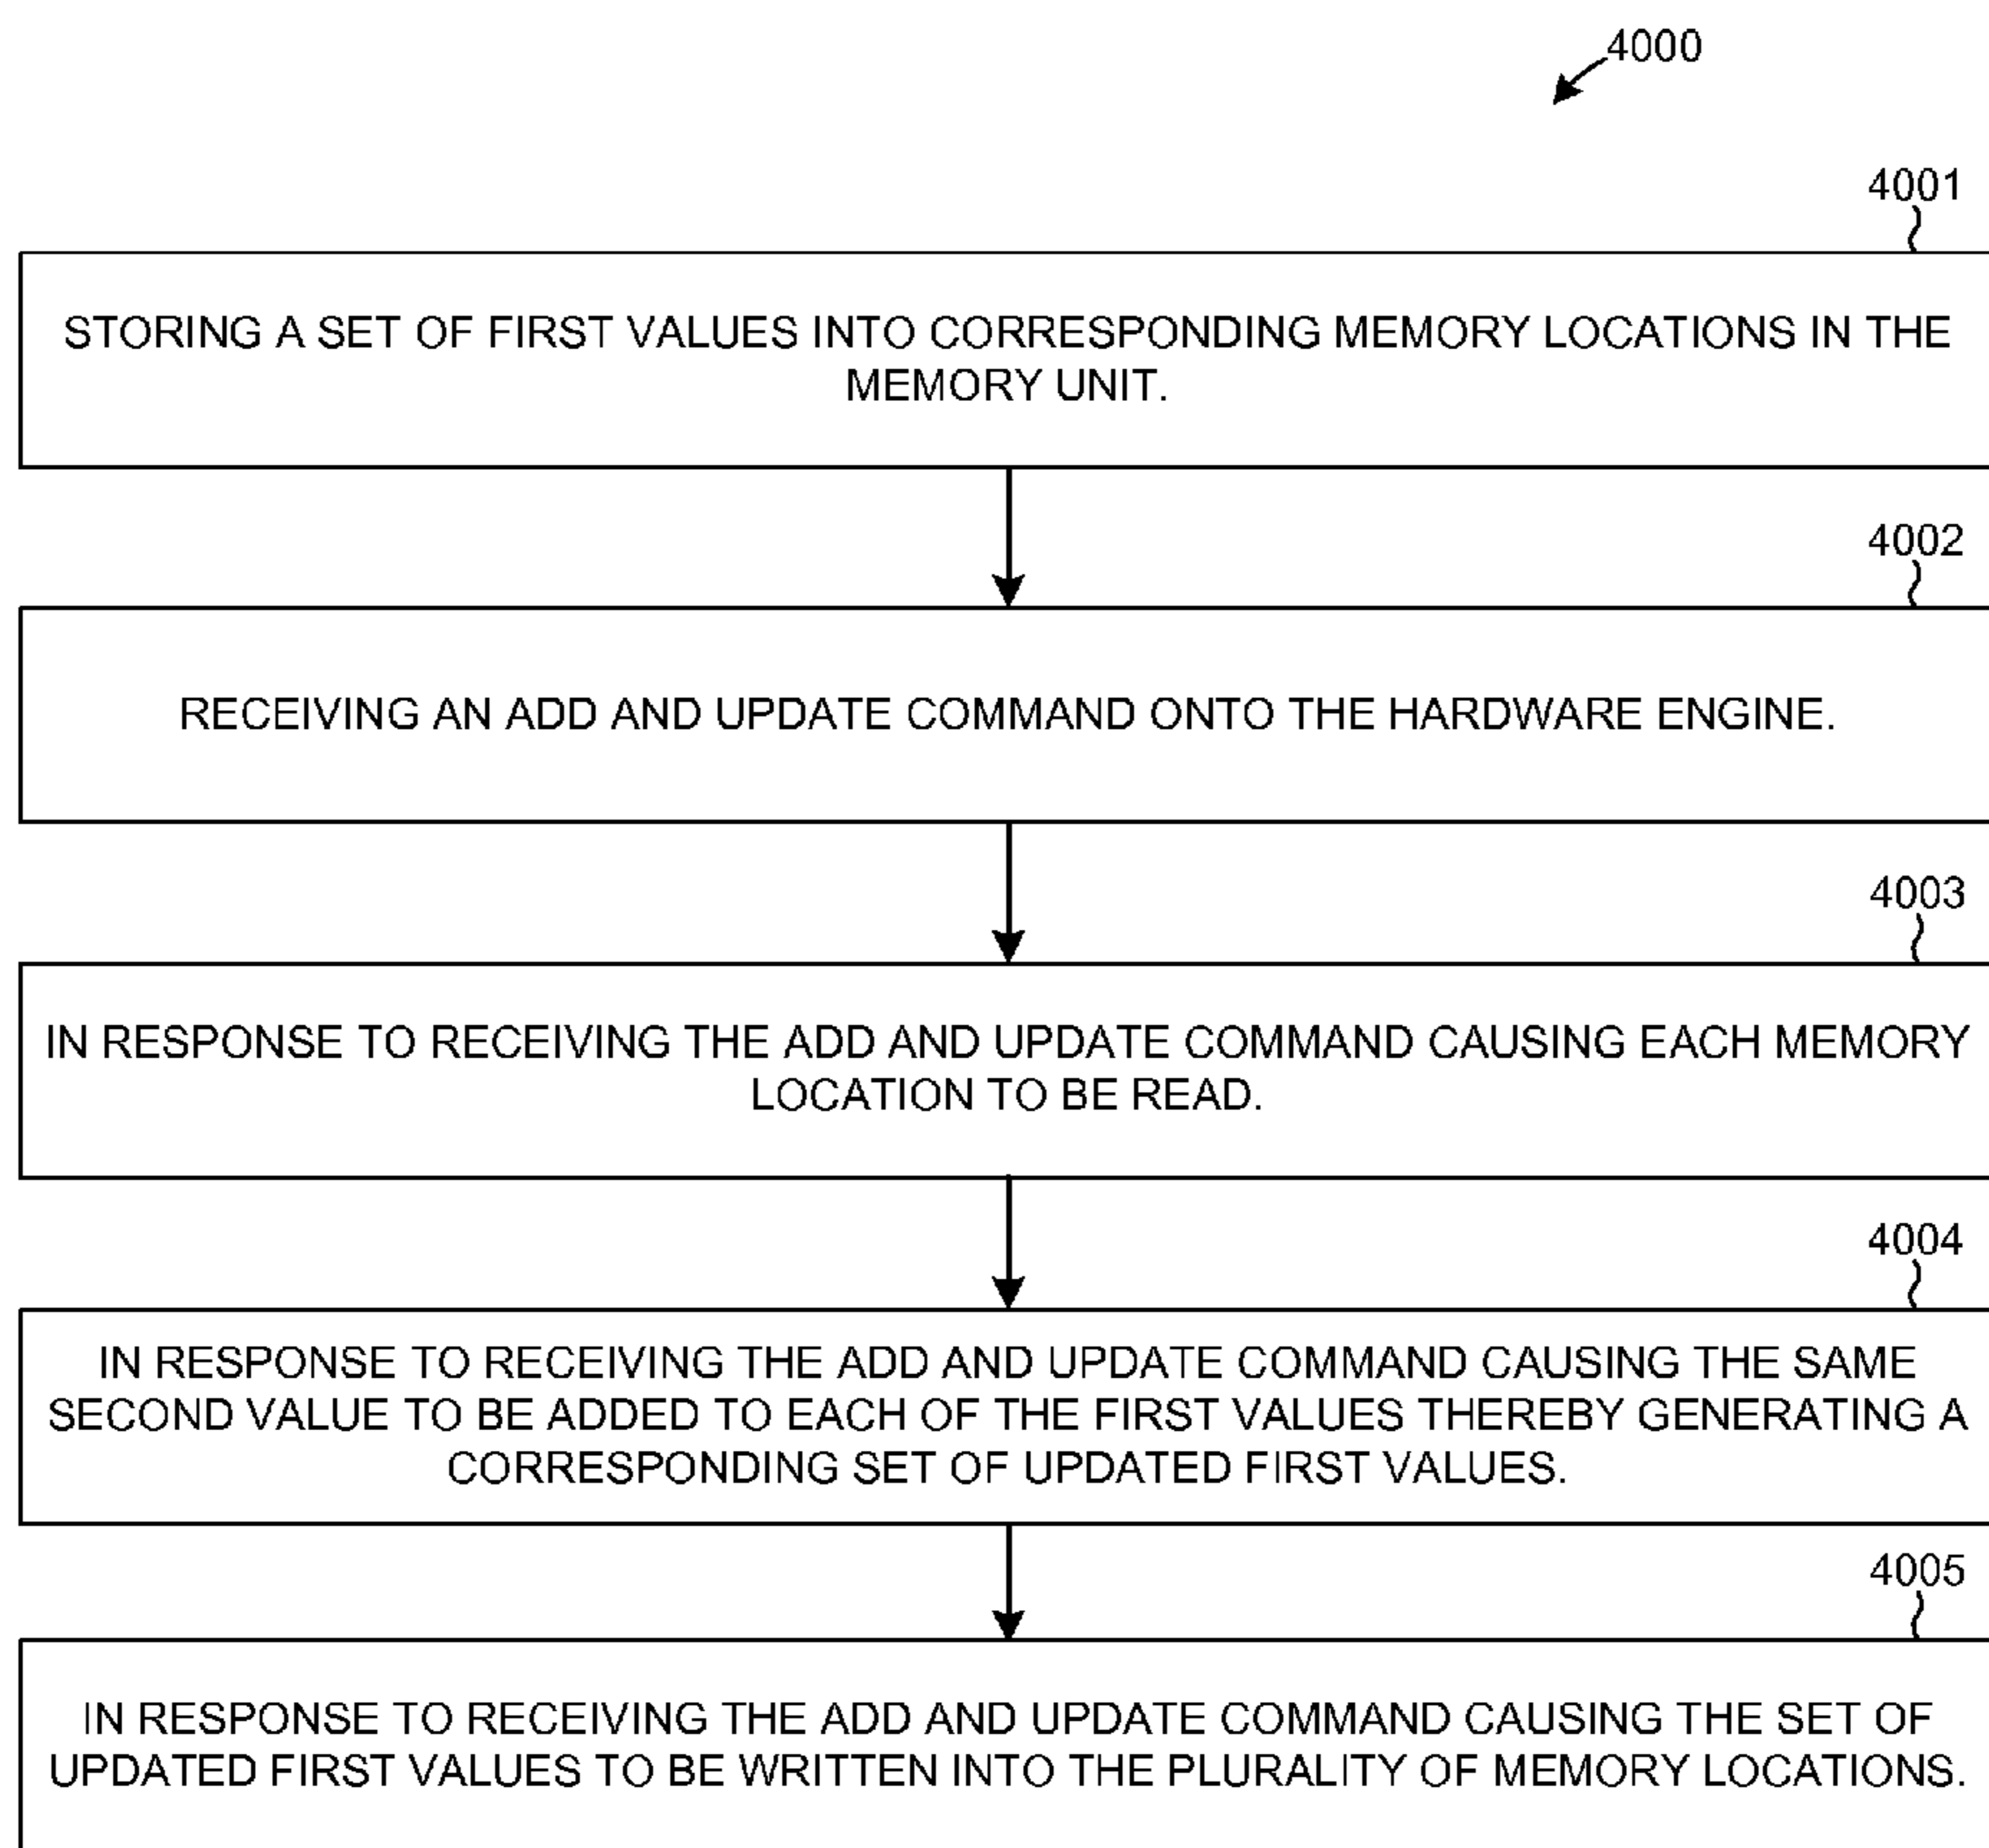 4000
4001
STORING A SET OF FIRST VALUES INTO CORRESPONDING MEMORY LOCATIONS IN THE
MEMORY UNIT.
4002
RECEIVING AN ADD AND UPDATE COMMAND ONTO THE HARDWARE ENGINE.
4003
IN RESPONSE TO RECEIVING THE ADD AND UPDATE COMMAND CAUSING EACH MEMORY
LOCATION TO BE READ.
4004
IN RESPONSE TO RECEIVING THE ADD AND UPDATE COMMAND CAUSING THE SAME
SECOND VALUE TO BE ADDED TO EACH OF THE FIRST VALUES THEREBY GENERATING A
CORRESPONDING SET OF UPDATED FIRST VALUES.
4005
IN RESPONSE TO RECEIVING THE ADD AND UPDATE COMMAND CAUSING THE SET OF
UPDATED FIRST VALUES TO BE WRITTEN INTO THE PLURALITY OF MEMORY LOCATIONS.